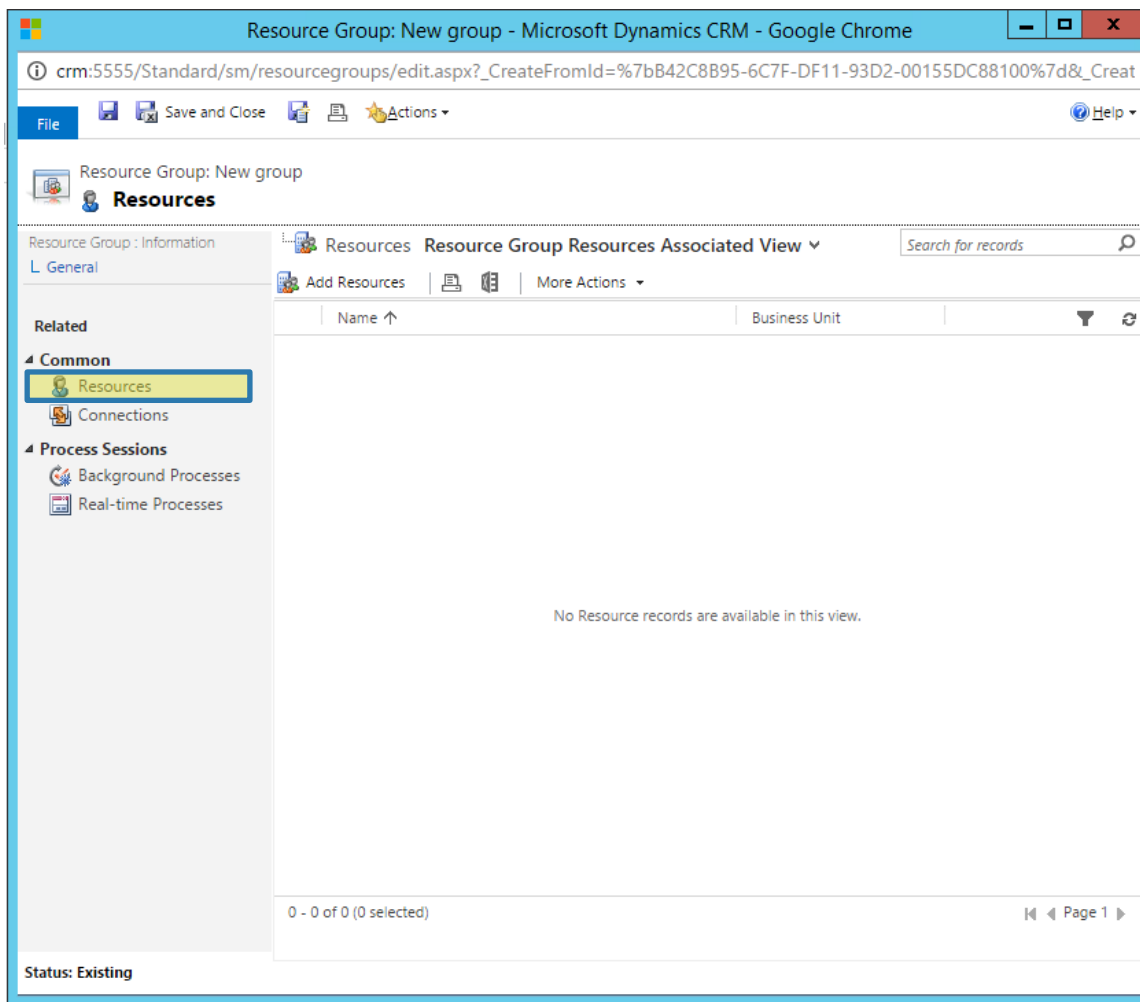 Resource Group: New group - Microsoft Dynamics CRM - Google Chrome
crm:5555/Standard/sm/resourcegroups/edit.aspx?_CreateFromId=%7bB42C8B95-6C7F-DF11-93D2-00155DC88100%7d&_Creat
File Save and Close Actions Help
Resource Group: New group
Resources
Resource Group : Information
General
Resources Resource Group Resources Associated View Search for records
Add Resources More Actions
Name Business Unit
Related
Common
Resources
Connections
Process Sessions
Background Processes
Real-time Processes
No Resource records are available in this view.
0 - 0 of 0 (0 selected) Page 1
Status: Existing